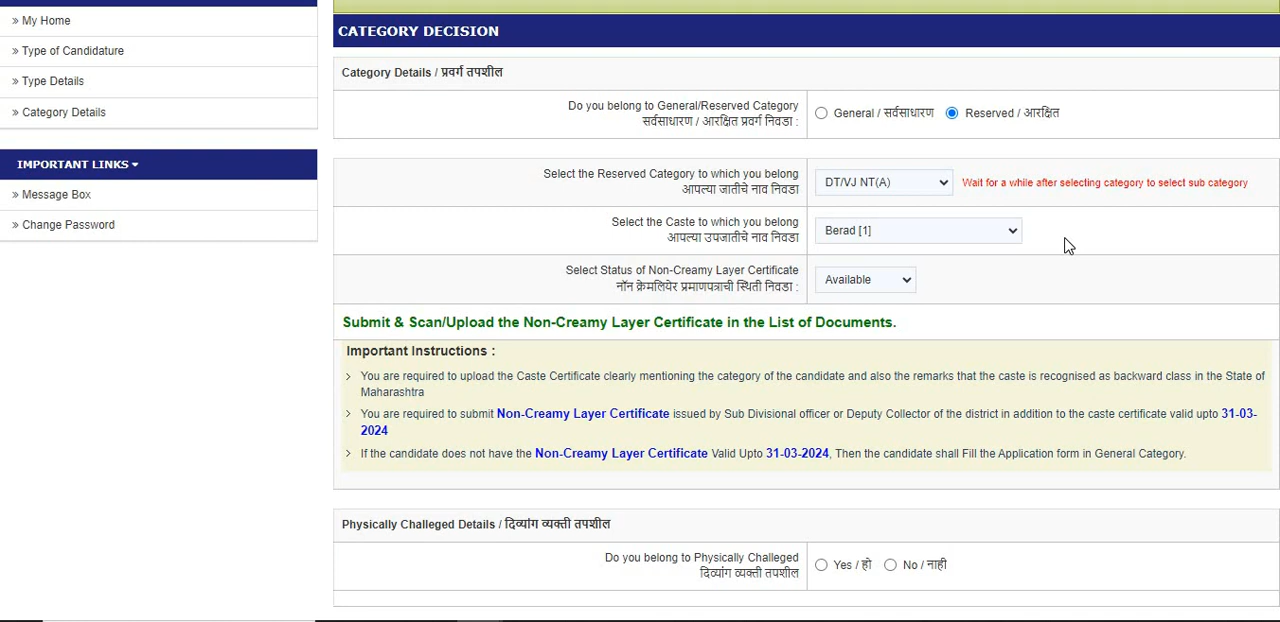 » My Home
» Type of Candidature
» Type Details
» Category Details
IMPORTANT LINKS
» Message Box
» Change Password
CATEGORY DECISION
Category Details / प्रवर्ग तपशील
Do you belong to General/Reserved Category
सर्वसाधारण / आरक्षित प्रवर्ग निवडा :
General / सर्वसाधारण Reserved / आरक्षित
Select the Reserved Category to which you belong
आपल्या जातीचे नाव निवडा
DT/VJ NT(A) Wait for a while after selecting category to select sub category
Select the Caste to which you belong
आपल्या उपजातीचे नाव निवडा
Berad [1]
Select Status of Non-Creamy Layer Certificate
नॉन क्रेमलियेर प्रमाणपत्राची स्थिती निवडा :
Available
Submit & Scan/Upload the Non-Creamy Layer Certificate in the List of Documents.
Important Instructions :
You are required to upload the Caste Certificate clearly mentioning the category of the candidate and also the remarks that the caste is recognised as backward class in the State of
Maharashtra
You are required to submit Non-Creamy Layer Certificate issued by Sub Divisional officer or Deputy Collector of the district in addition to the caste certificate valid upto 31-03-
2024
If the candidate does not have the Non-Creamy Layer Certificate Valid Upto 31-03-2024, Then the candidate shall Fill the Application form in General Category.
Physically Challeged Details / दिव्यांग व्यक्ती तपशील
Do you belong to Physically Challeged
दिव्यांग व्यक्ती तपशील
Yes / हो No / नाही